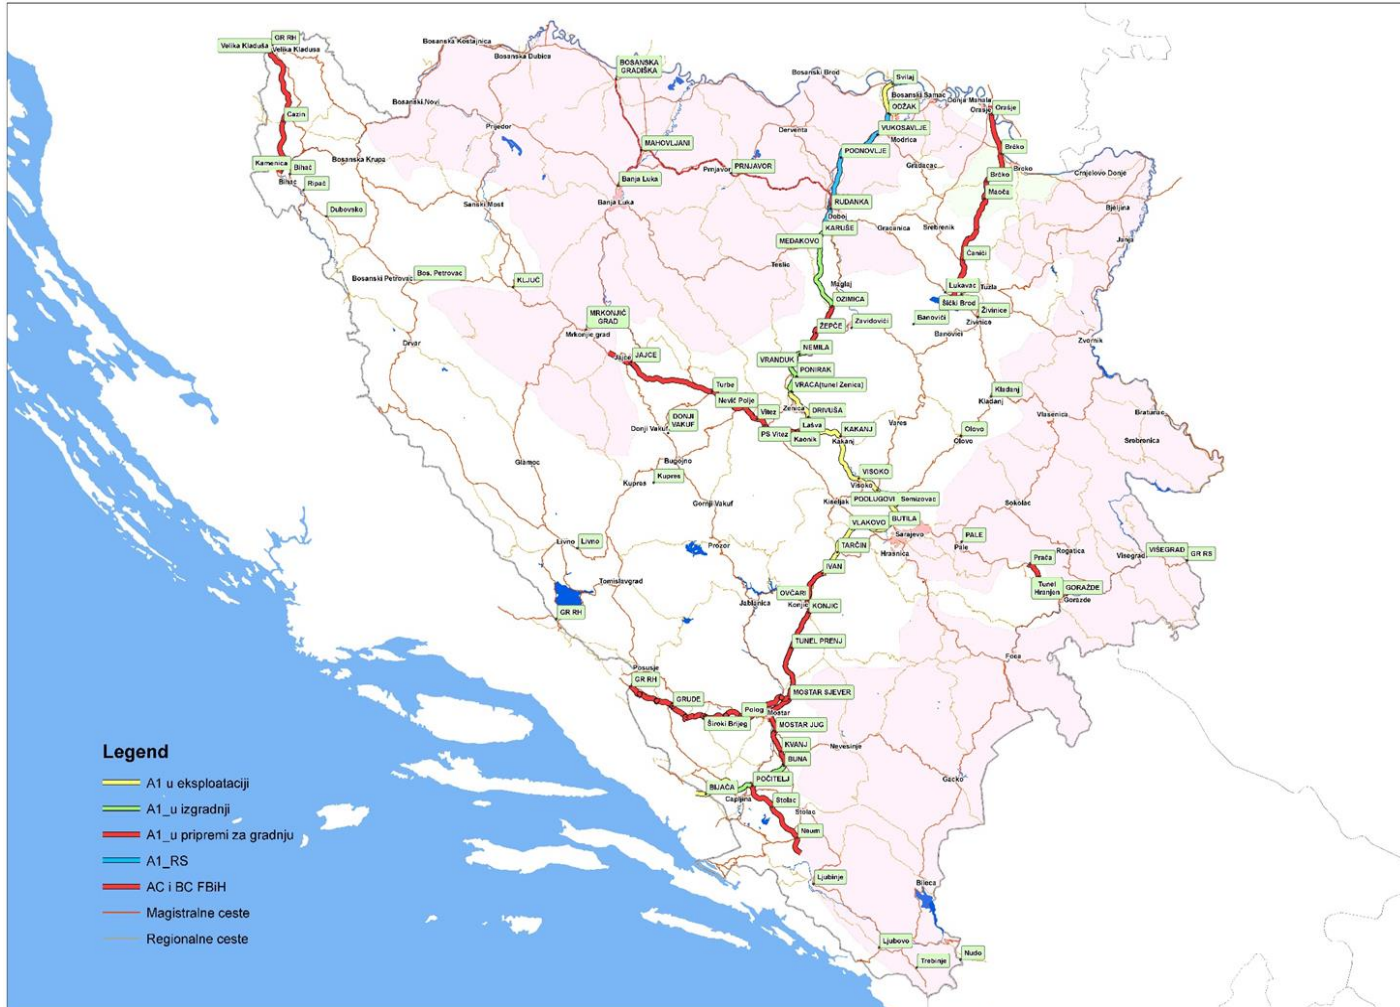 GR RH
Velika Kladuša
Velika Kladusa
Bosanska Kostajnica
Bosanska Dubica
BOSANSKA
GRADIŠKA
Bosanski Brod
Svilaj
Bosanski Samac
ODŽAK
Donja Mahala
Orasje
Orašje
Cazin
Bosanski Novi
Prijedor
Derventa
VUKOSAVLJE
Modrica
MAHOVLJANI
PODNOVLJE
Brčko
Brcko
Kamenica
Bihać
Bihac
Bosanska Krupa
Prnjavor
PRNJAVOR
Gradacac
Brčko
Crnjelovo Donje
Ripač
Banja Luka
Maoča
Dubovsko
Sanski Most
Banja Luka
RUDANKA
Doboj
Bjeljina
KARUŠE
Gracanica
Srebrenik
MEDAKOVO
Janja
Čanići
Teslic
Bosanski Petrovac
Bos. Petrovac
KLJUČ
Maglaj
Lukavac
Tuzla
OZIMICA
Šički Brod
Živinice
MRKONJIĆ
GRAD
Mrkonjic grad
ŽEPČE
Zavidovići
Banovići
Banovici
Zivinice
Drvar
NEMILA
Zvornik
Jajce
JAJCE
VRANDUK
PONIRAK
Turbe
VRACA(tunel Zenica)
Kladanj
Kladanj
Nević Polje
Zenica
DRIVUŠA
Vitez
DONJI
VAKUF
Donji Vakuf
Lašva
PS Vitez
Kaonik
KAKANJ
Kakanj
Vares
Olovo
Olovo
Vlasenica
Bratunac
Srebrenica
Glamoc
Bugojno
Kupres
Kupres
VISOKO
Visoko
Gornji Vakuf
Kiseljak
PODLUGOVI
Semizovac
Sokolac
VLAKOVO
BUTILA
Sarajevo
Livno
Livno
Prozor
TARČIN
Hrasnica
PALE
Pale
Rogatica
Visegrad
VIŠEGRAD
GR RS
IVAN
Prača
Tomislavgrad
OVČARI
Tunel
Hranjen
GORAŽDE
Gorazde
Jablanica
Konjic
KONJIC
GR RH
TUNEL PRENJ
Foca
Posusje
GR RH
GRUDE
MOSTAR SJEVER
Polog
Mostar
Široki Brijeg
MOSTAR JUG
KVANJ
Nevesinje
BUNA
POČITELJ
BIJAČA
Capljina
Stolac
Stolac
Gacko
Neum
Ljubinje
Bileca
Ljubovo
Trebinje
Nudo
Legend
A1 u eksploataciji
A1_u izgradnji
A1_u pripremi za gradnju
A1_RS
AC i BC FBiH
Magistralne ceste
Regionalne ceste